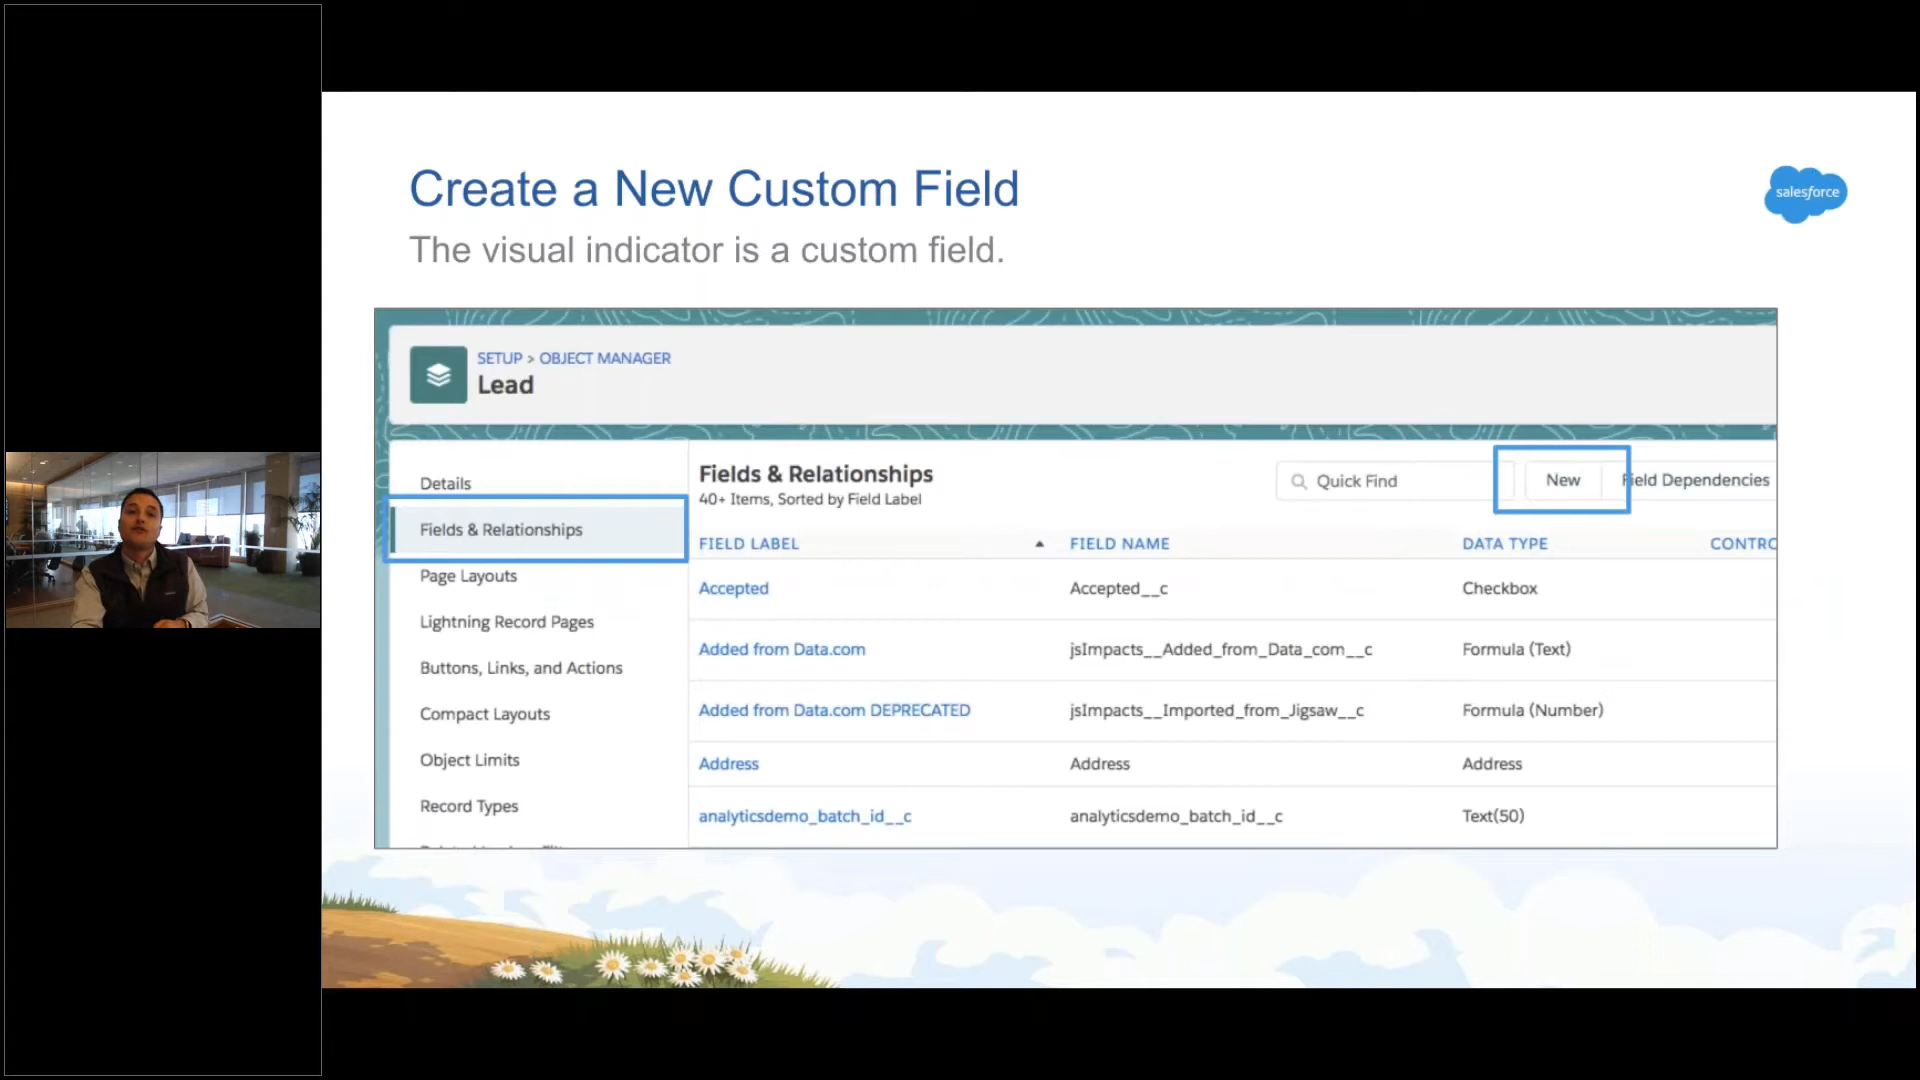 Create a New Custom Field
salesforce
The visual indicator is a custom field.
SETUP > OBJECT MANAGER
Lead
Details
Fields & Relationships
Page Layouts
Lightning Record Pages
Buttons, Links, and Actions
Compact Layouts
Object Limits
Record Types
Fields & Relationships
40+ Items, Sorted by Field Label
Quick Find
New
Field Dependencies
FIELD LABEL FIELD NAME DATA TYPE CONTRO
Accepted Accepted__c Checkbox
Added from Data.com jsImpacts__Added_from_Data_com__c Formula (Text)
Added from Data.com DEPRECATED jsImpacts__Imported_from_Jigsaw__c Formula (Number)
Address Address Address
analyticsdemo_batch_id__c analyticsdemo_batch_id__c Text(50)